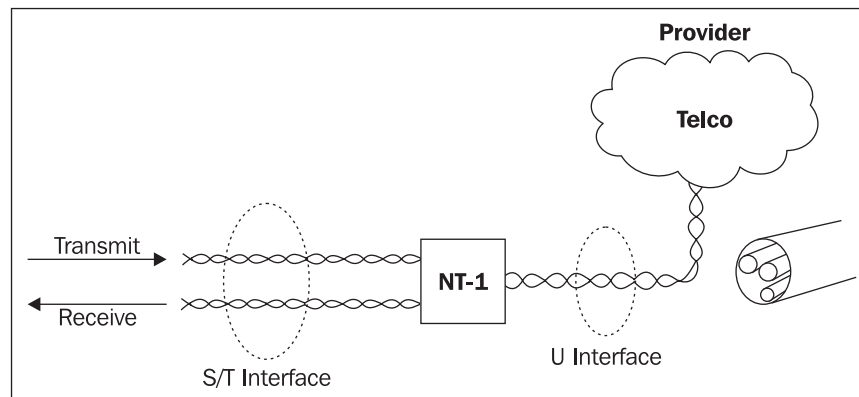 Provider
Telco
Transmit
NT-1
Receive
U Interface
S/T Interface